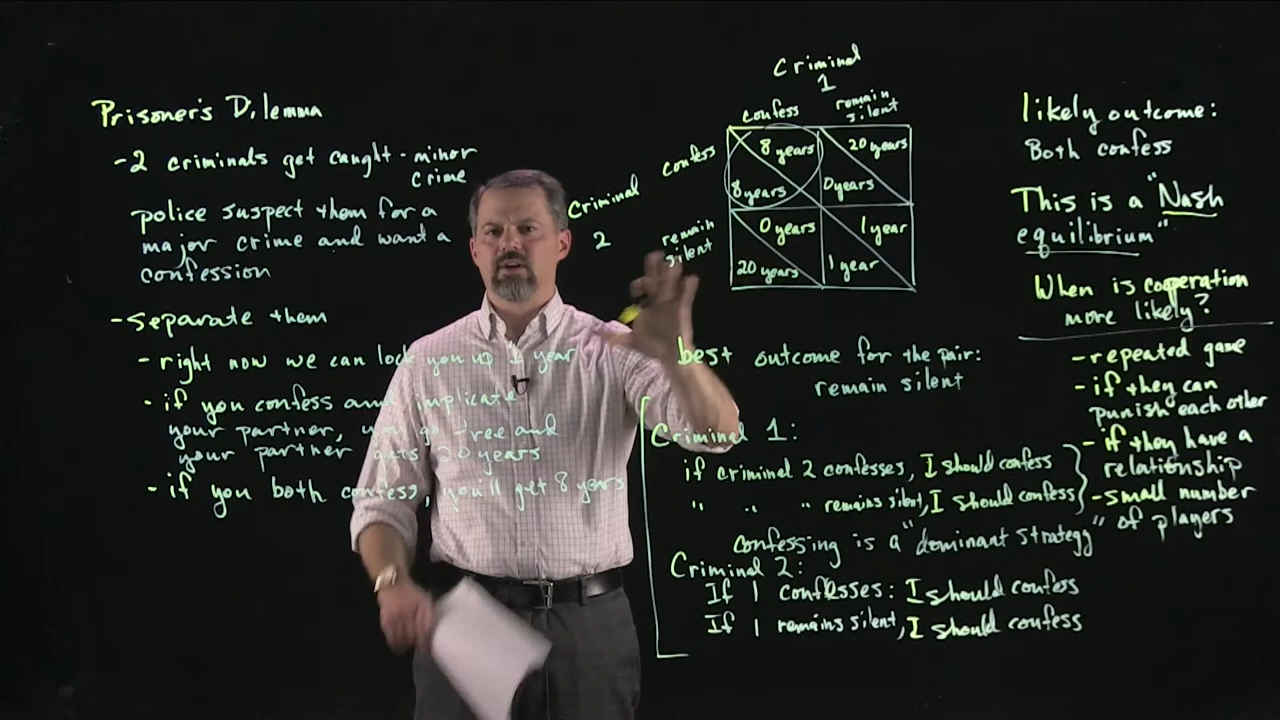 Prisoner's Dilemma
- 2 criminals get caught - minor
crime
police suspect them for a
major crime and want a
confession
- separate them
- right now we can lock you up 1 year
- if you confess and implicate
your partner, you go free and
your partner gets 20 years
- if you both confess, you'll get 8 years
Criminal
1
confess
remain
silent
Criminal
2
confess
remain
silent
8 years
20 years
8 years
0 years
0 years
1 year
20 years
1 year
best outcome for the pair:
remain silent
Criminal 1:
if criminal 2 confesses, I should confess
" " " remains silent, I should confess
Confessing is a "dominant strategy"
Criminal 2:
If 1 confesses: I should confess
If 1 remains silent, I should confess
likely outcome:
Both confess
This is a "Nash
equilibrium"
When is cooperation
more likely?
- repeated game
- if they can
punish each other
- if they have a
relationship
- small number
of players